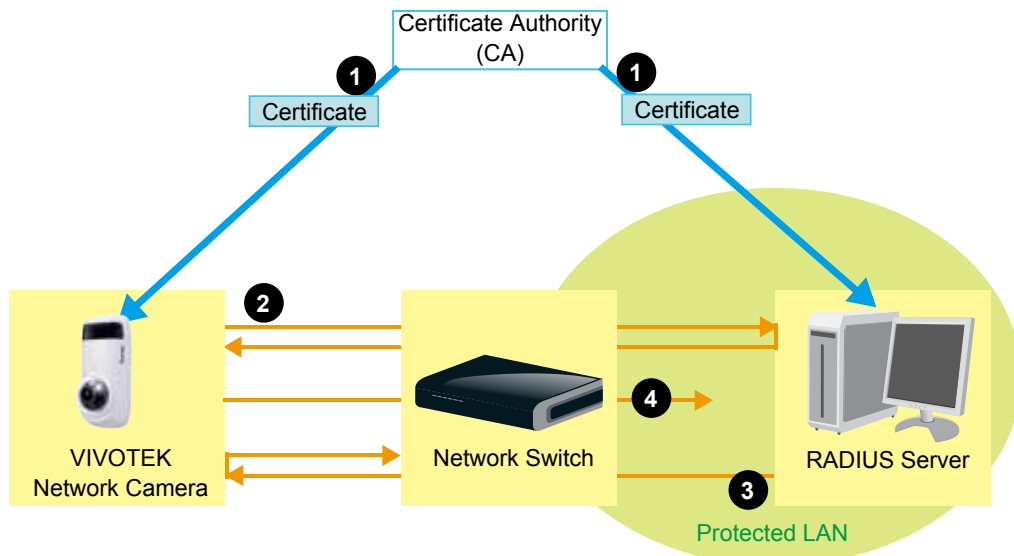 Certificate Authority
(CA)
1
1
Certificate
Certificate
2
4
VIVOTEK
Network Camera
Network Switch
RADIUS Server
3
Protected LAN